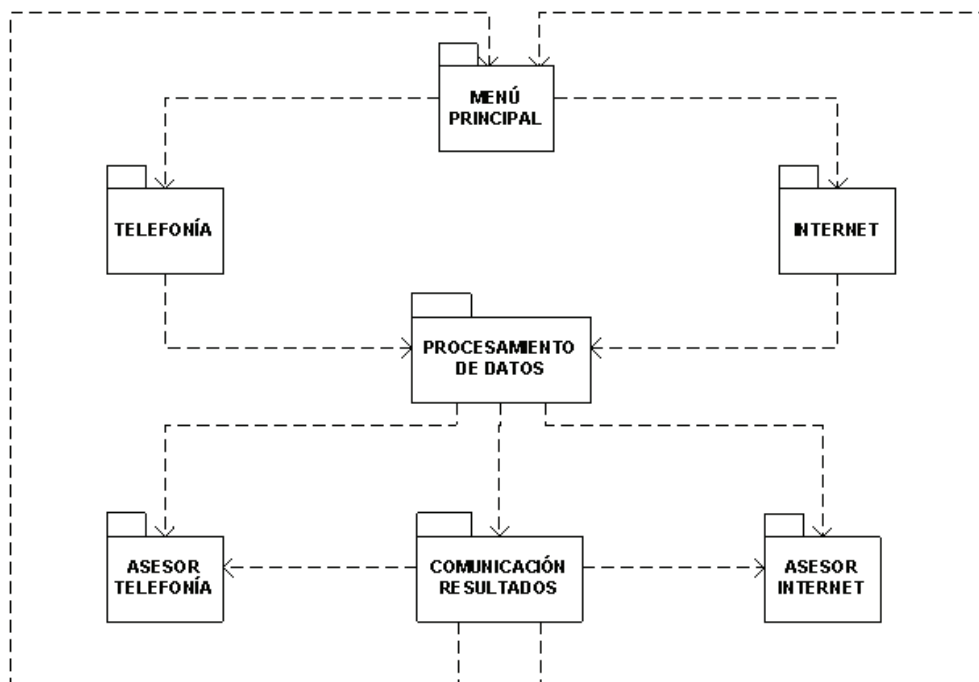 MENÚ
PRINCIPAL
TELEFONÍA
INTERNET
PROCESAMIENTO
DE DATOS
ASESOR
TELEFONÍA
COMUNICACIÓN
RESULTADOS
ASESOR
INTERNET